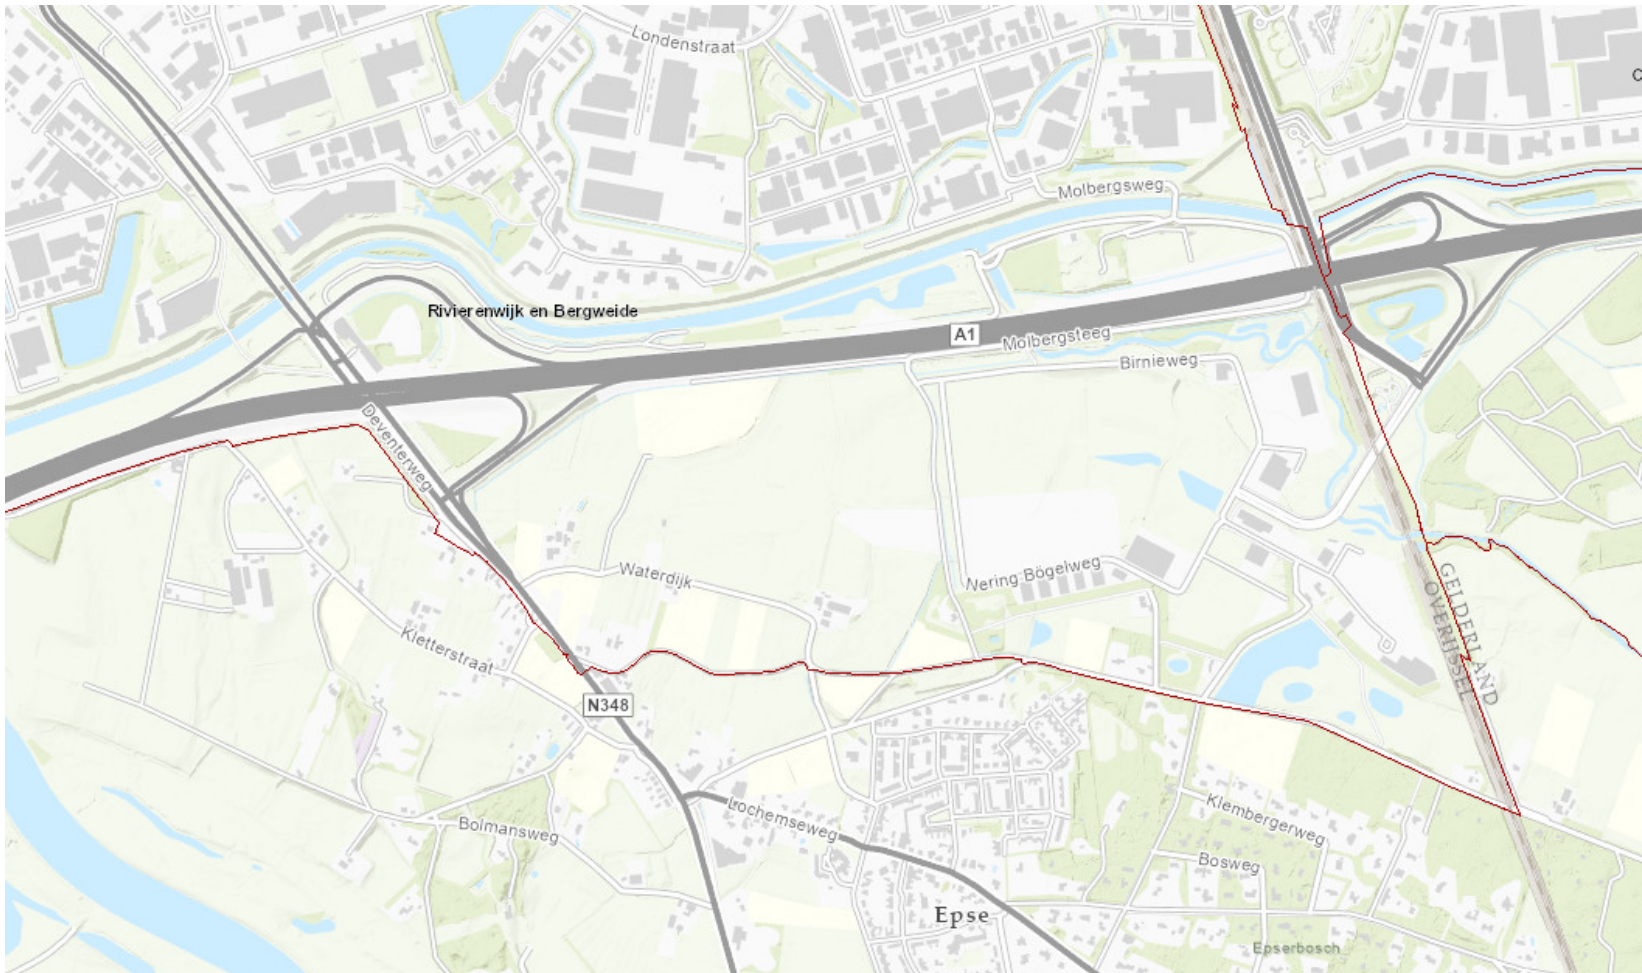 Londenstraat
Molbergsweg
Rivierenwijk en Bergweide
A1
Molbergsteeg
Birnieweg
Deventerweg
Waterdijk
Nering Bögelweg
Kletterstraat
GELDERLAND
OVERIJSSEL
N348
Lochemseweg
Bolmansweg
Klembergerweg
Bosweg
Epse
Epserbosch